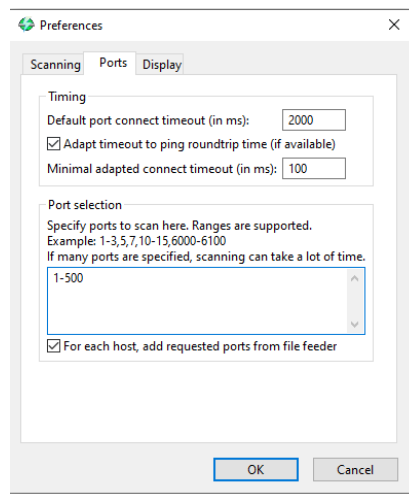 Preferences
Scanning Ports Display
Timing
Default port connect timeout (in ms): 2000
Adapt timeout to ping roundtrip time (if available)
Minimal adapted connect timeout (in ms): 100
Port selection
Specify ports to scan here. Ranges are supported.
Example: 1-3,5,7,10-15,6000-6100
If many ports are specified, scanning can take a lot of time.
1-500
For each host, add requested ports from file feeder
OK Cancel